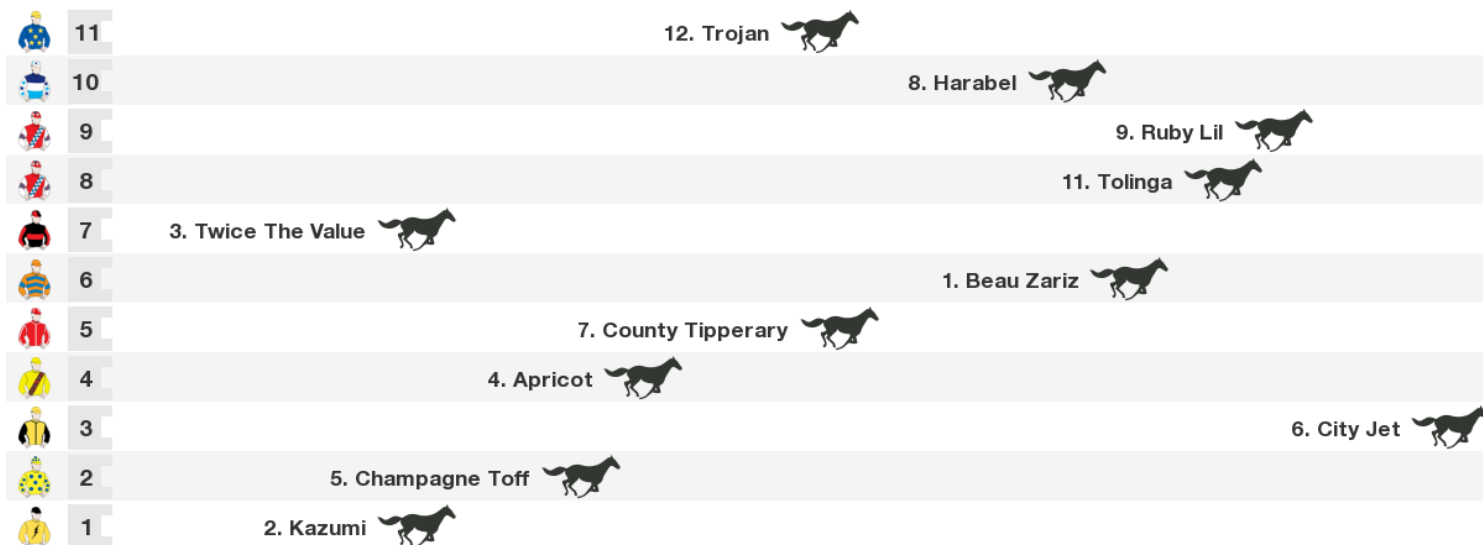 11 12. Trojan
10 8. Harabel
9 9. Ruby Lil
8 11. Tolinga
7 3. Twice The Value
6 1. Beau Zariz
5 7. County Tipperary
4 4. Apricot
3 6. City Jet
2 5. Champagne Toff
1 2. Kazumi